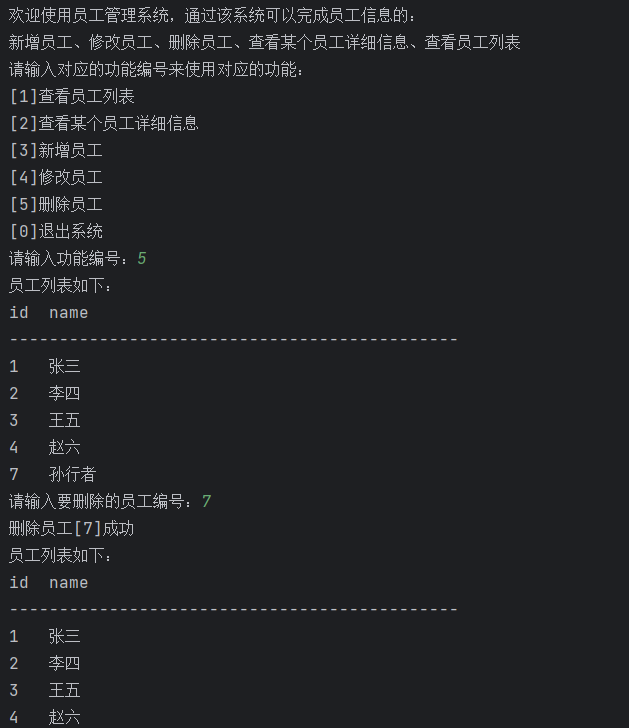 欢迎使用员工管理系统，通过该系统可以完成员工信息的：
新增员工、修改员工、删除员工、查看某个员工详细信息、查看员工列表
请输入对应的功能编号来使用对应的功能：
[1]查看员工列表
[2]查看某个员工详细信息
[3]新增员工
[4]修改员工
[5]删除员工
[0]退出系统
请输入功能编号：5
员工列表如下：
id  name
---------------------------------------------
1   张三
2   李四
3   王五
4   赵六
7   孙行者
请输入要删除的员工编号：7
删除员工[7]成功
员工列表如下：
id  name
---------------------------------------------
1   张三
2   李四
3   王五
4   赵六